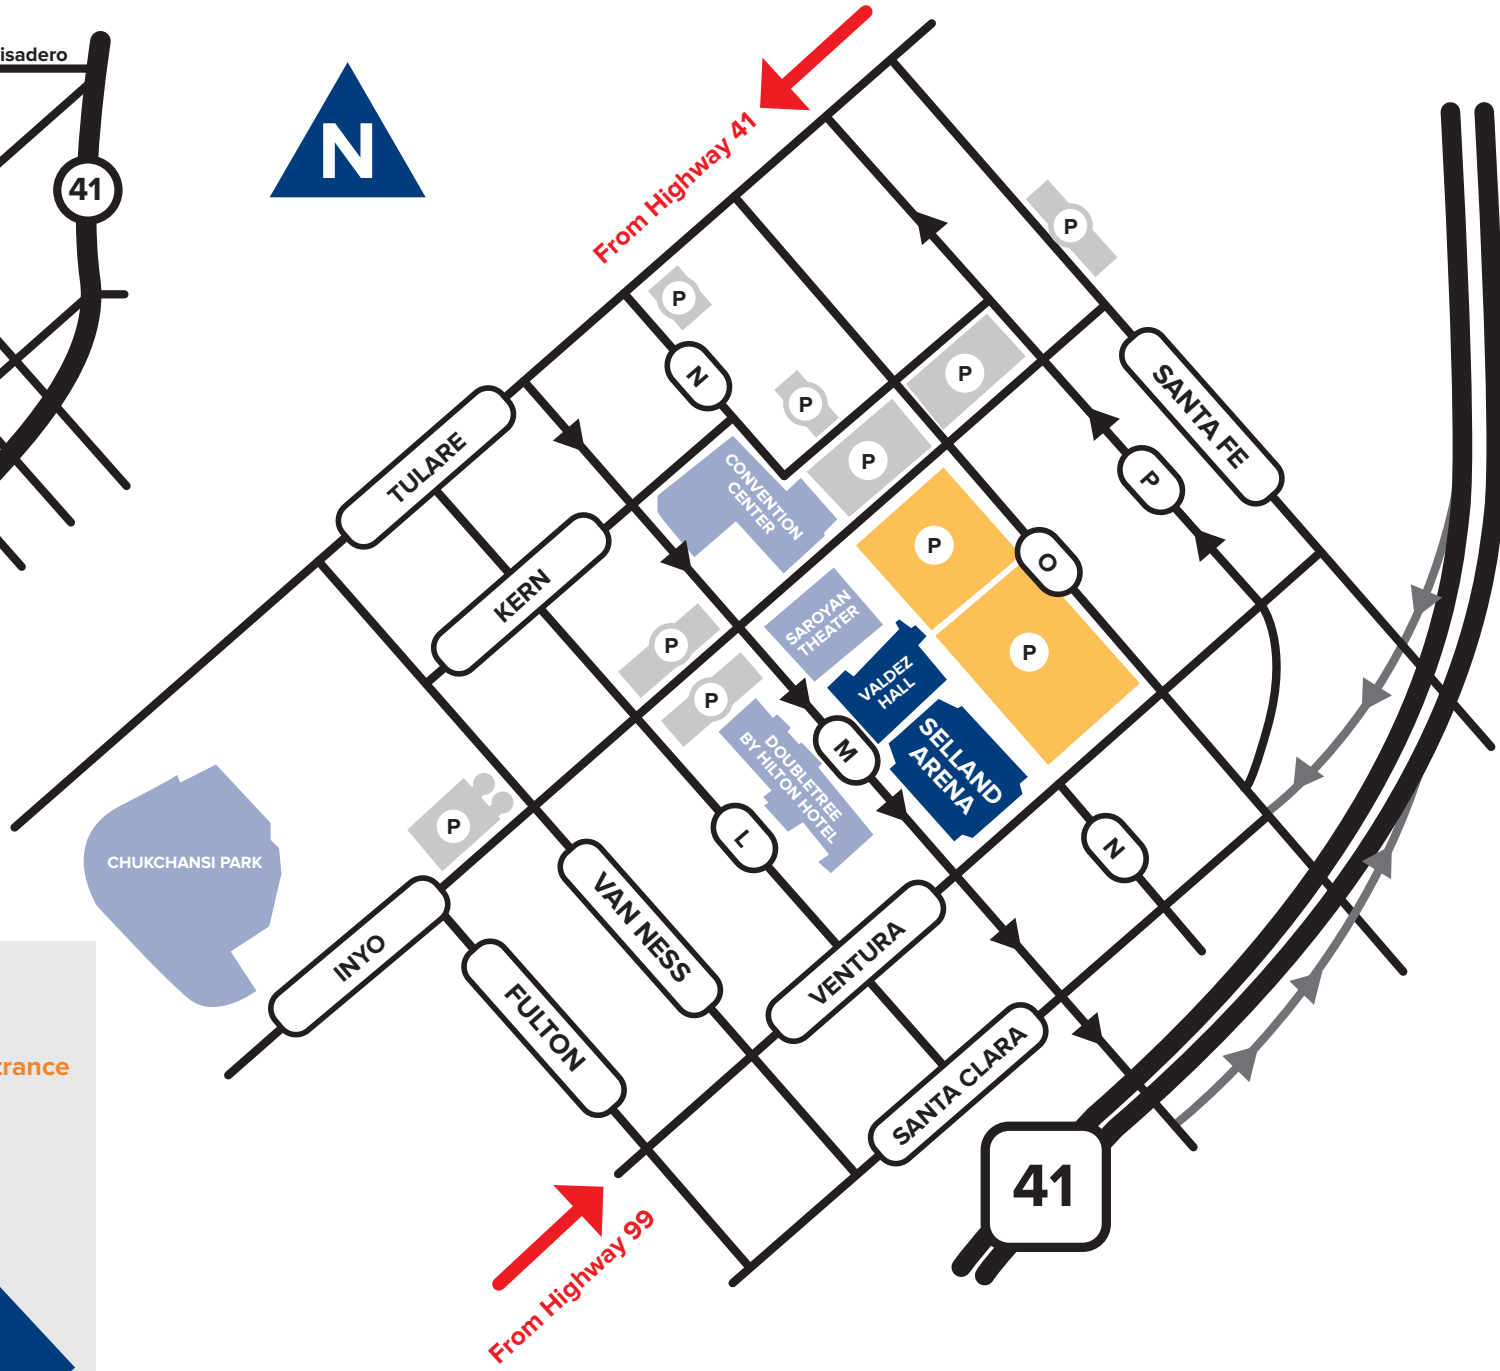 isadero
41
N
From Highway 41
P
P
N
P
P
P
SANTA FE
TULARE
CONVENTION
CENTER
P
P
O
KERN
SAROYAN
THEATER
P
P
P
VALDEZ
HALL
SELLAND
ARENA
M
DOUBLETREE
BY HILTON HOTEL
P
L
N
CHUKCHANSI PARK
VAN NESS
INYO
VENTURA
FULTON
SANTA CLARA
trance
41
From Highway 99